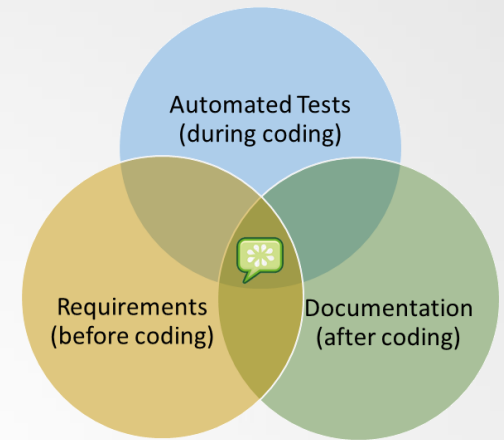 Automated Tests
(during coding)
Requirements
(before coding)
Documentation
(after coding)